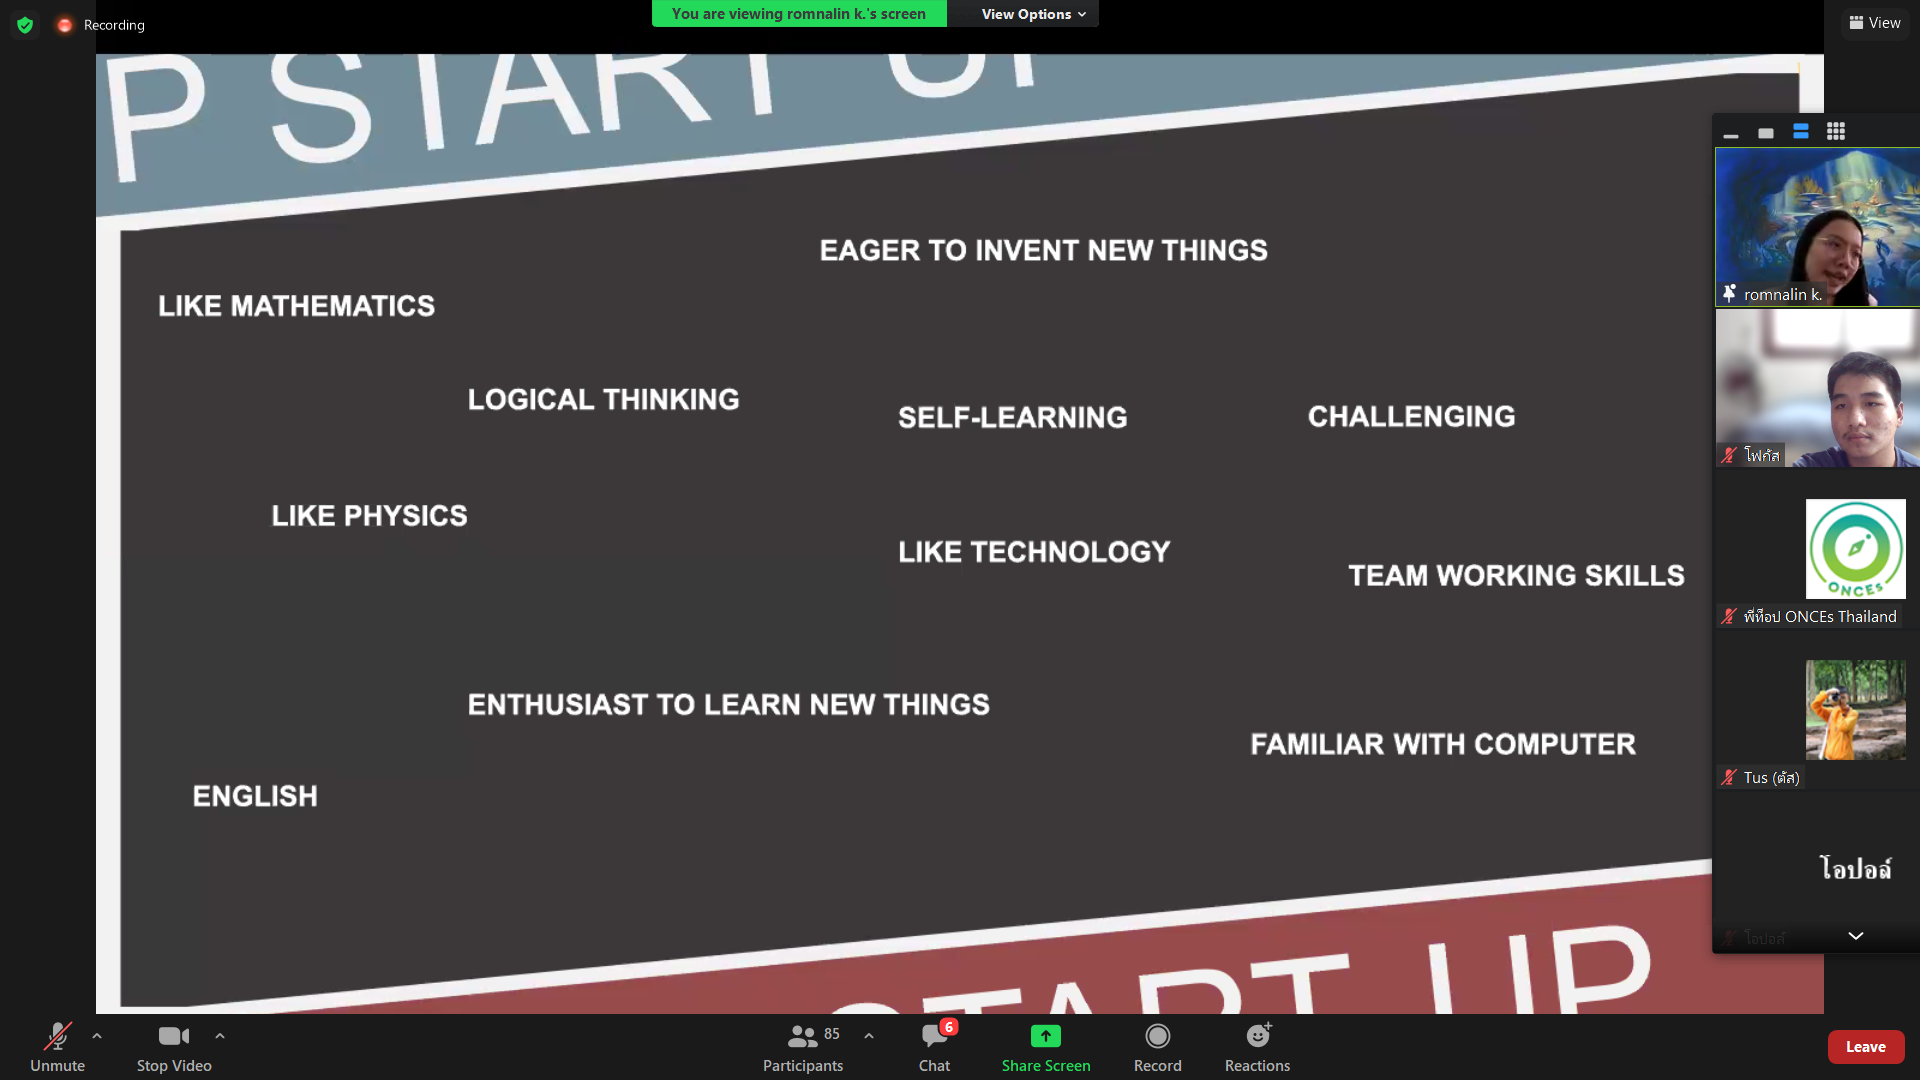 Recording
You are viewing romnalin k.'s screen
View Options
View
P START UP
EAGER TO INVENT NEW THINGS
LIKE MATHEMATICS
LOGICAL THINKING
SELF-LEARNING
CHALLENGING
LIKE PHYSICS
LIKE TECHNOLOGY
TEAM WORKING SKILLS
ENTHUSIAST TO LEARN NEW THINGS
FAMILIAR WITH COMPUTER
ENGLISH
START UP
romnalin k.
โฟกัส
ONCEs
พี่ท็อป ONCEs Thailand
Tus (ตัส)
โอปอล์
โอปอล์
Unmute
Stop Video
Participants
85
Chat
6
Share Screen
Record
Reactions
Leave